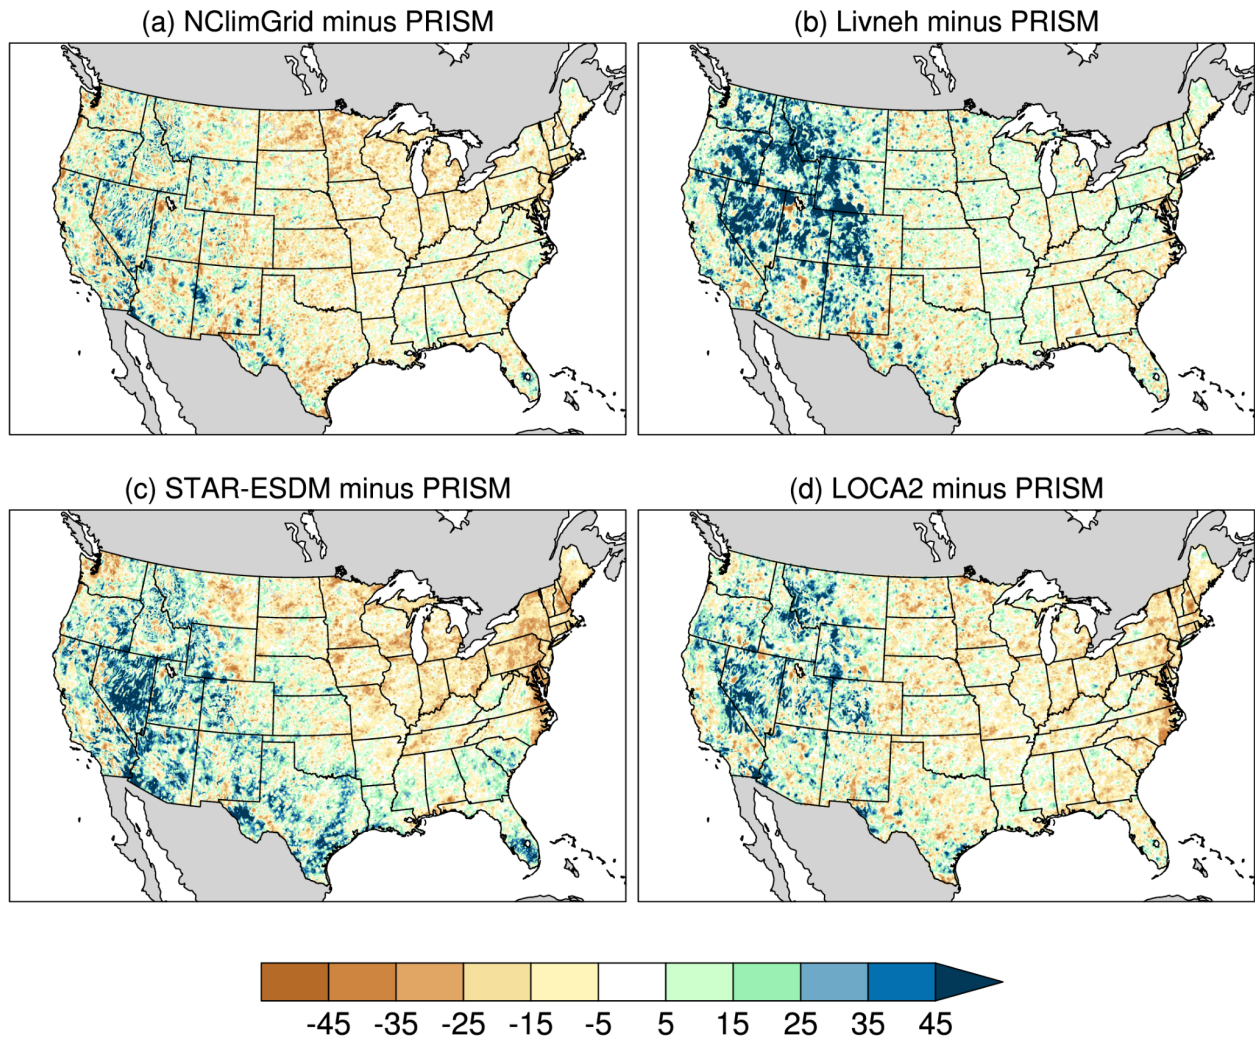 (a) NClimGrid minus PRISM
(b) Livneh minus PRISM
(c) STAR-ESDM minus PRISM
(d) LOCA2 minus PRISM
-45 -35 -25 -15 -5 5 15 25 35 45